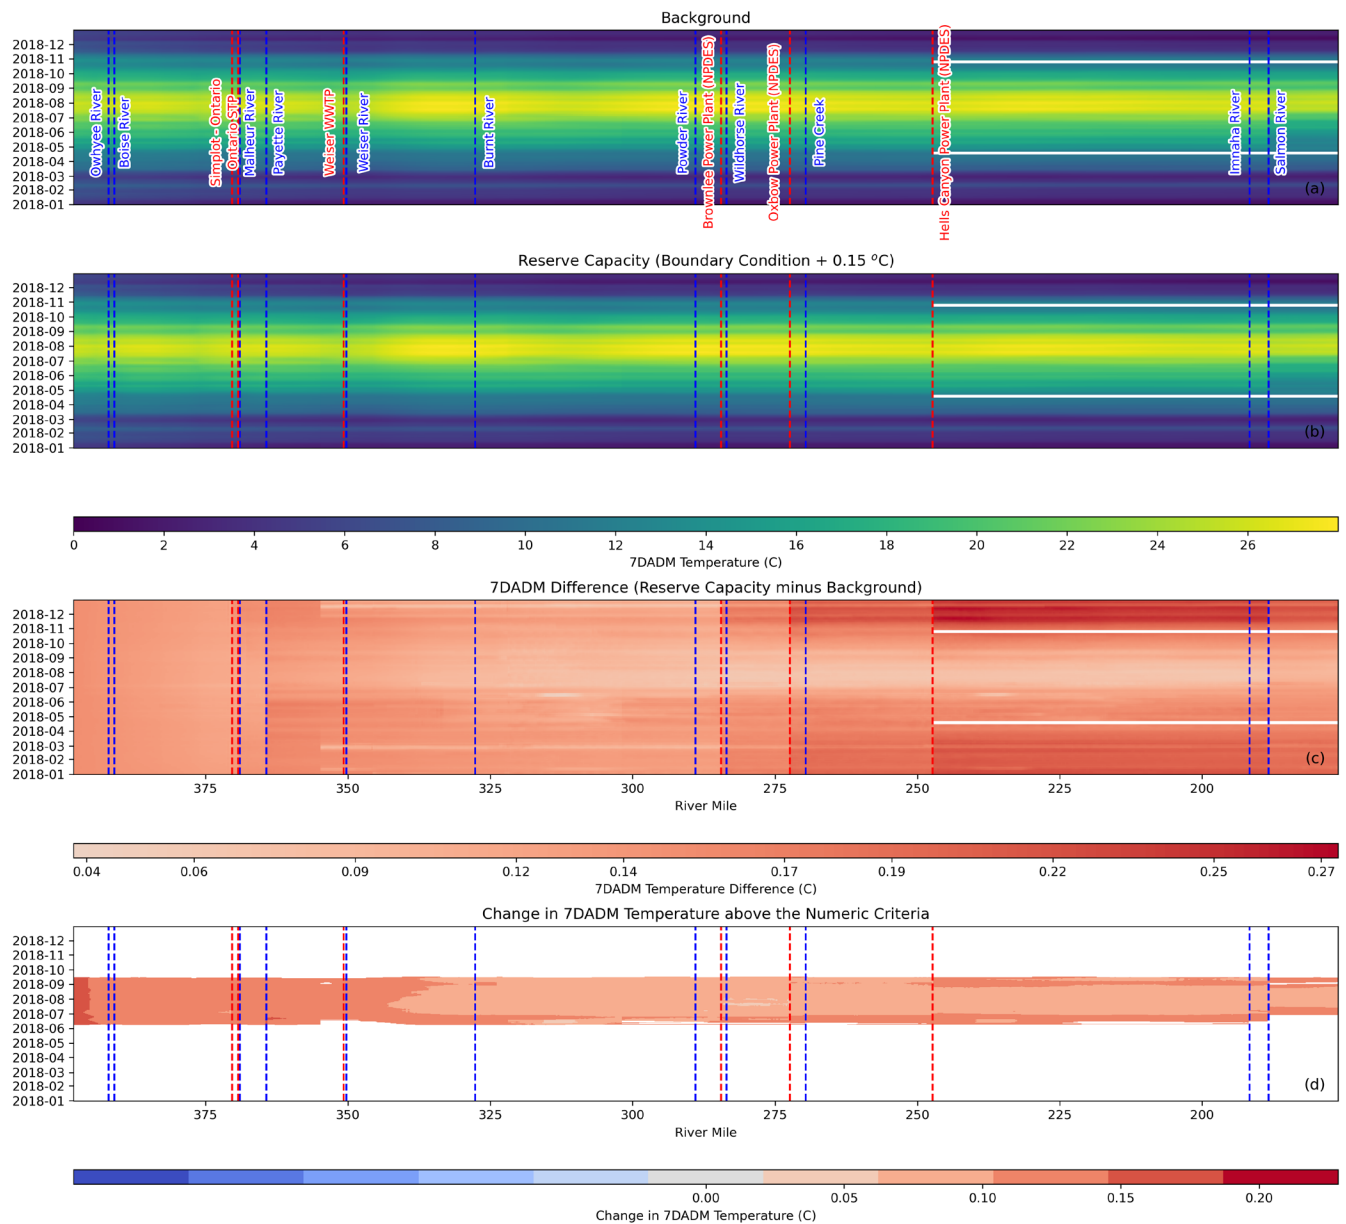 Background
2018-12
2018-11
2018-10
2018-09
2018-08
2018-07
2018-06
2018-05
2018-04
2018-03
2018-02
2018-01
Owhyee River
Boise River
Simplot - Ontario
Ontario STP
Malheur River
Payette River
Weiser WWTP
Weiser River
Burnt River
Powder River
Brownlee Power Plant (NPDES)
Wildhorse River
Oxbow Power Plant (NPDES)
Pine Creek
Hells Canyon Power Plant (NPDES)
Imnaha River
Salmon River
(a)
Reserve Capacity (Boundary Condition + 0.15 °C)
2018-12
2018-11
2018-10
2018-09
2018-08
2018-07
2018-06
2018-05
2018-04
2018-03
2018-02
2018-01
(b)
0 2 4 6 8 10 12 14 16 18 20 22 24 26
7DADM Temperature (C)
7DADM Difference (Reserve Capacity minus Background)
2018-12
2018-11
2018-10
2018-09
2018-08
2018-07
2018-06
2018-05
2018-04
2018-03
2018-02
2018-01
(c)
375 350 325 300 275 250 225 200
River Mile
0.04 0.06 0.09 0.12 0.14 0.17 0.19 0.22 0.25 0.27
7DADM Temperature Difference (C)
Change in 7DADM Temperature above the Numeric Criteria
2018-12
2018-11
2018-10
2018-09
2018-08
2018-07
2018-06
2018-05
2018-04
2018-03
2018-02
2018-01
(d)
375 350 325 300 275 250 225 200
River Mile
0.00 0.05 0.10 0.15 0.20
Change in 7DADM Temperature (C)